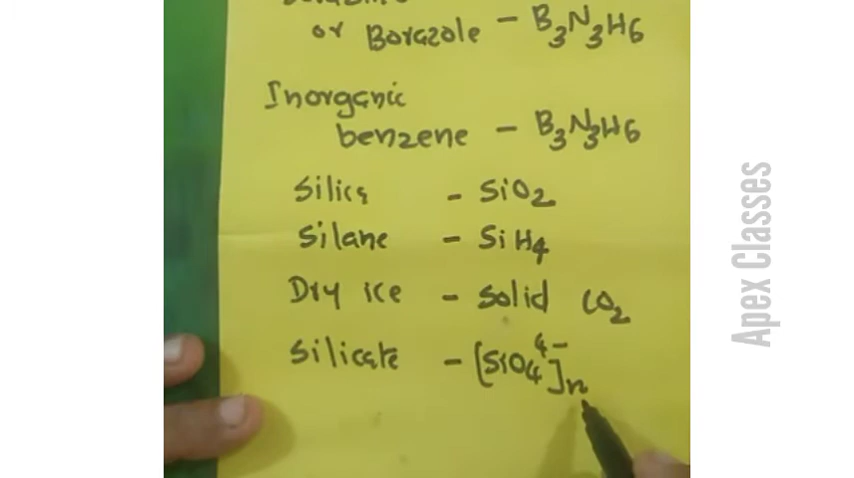 or Borazole - B3N3H6
Inorganic
benzene - B3N3H6
Silica - SiO2
Silane - SiH4
Dry ice - Solid CO2
Silicate - [SiO4^4-]n
Apex Classes